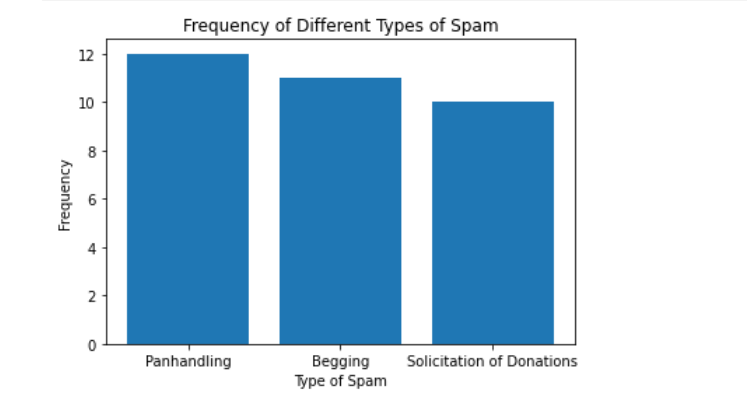 Frequency of Different Types of Spam
12
10
8
6
4
2
0
Frequency
Panhandling Begging Solicitation of Donations
Type of Spam